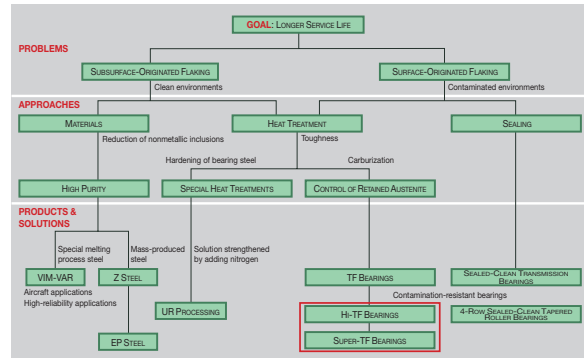 GOAL: LONGER SERVICE LIFE
PROBLEMS
SUBSURFACE-ORIGINATED FLAKING
SURFACE-ORIGINATED FLAKING
Clean environments
Contaminated environments
APPROACHES
MATERIALS
HEAT TREATMENT
SEALING
Reduction of nonmetallic inclusions
Toughness
Hardening of bearing steel
Carburization
HIGH PURITY
SPECIAL HEAT TREATMENTS
CONTROL OF RETAINED AUSTENITE
PRODUCTS &
SOLUTIONS
Special melting
process steel
Mass-produced
steel
Solution strengthened
by adding nitrogen
VIM-VAR
Z STEEL
TF BEARINGS
SEALED-CLEAN TRANSMISSION
BEARINGS
Aircraft applications
High-reliability applications
Contamination-resistant bearings
UR PROCESSING
HI-TF BEARINGS
4-ROW SEALED-CLEAN TAPERED
ROLLER BEARINGS
EP STEEL
SUPER-TF BEARINGS